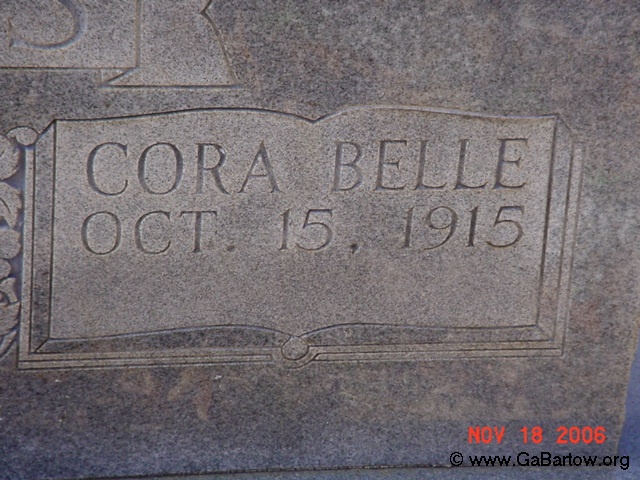 S
CORA BELLE
OCT. 15, 1915
NOV 18 2006
© www.GaBartow.org